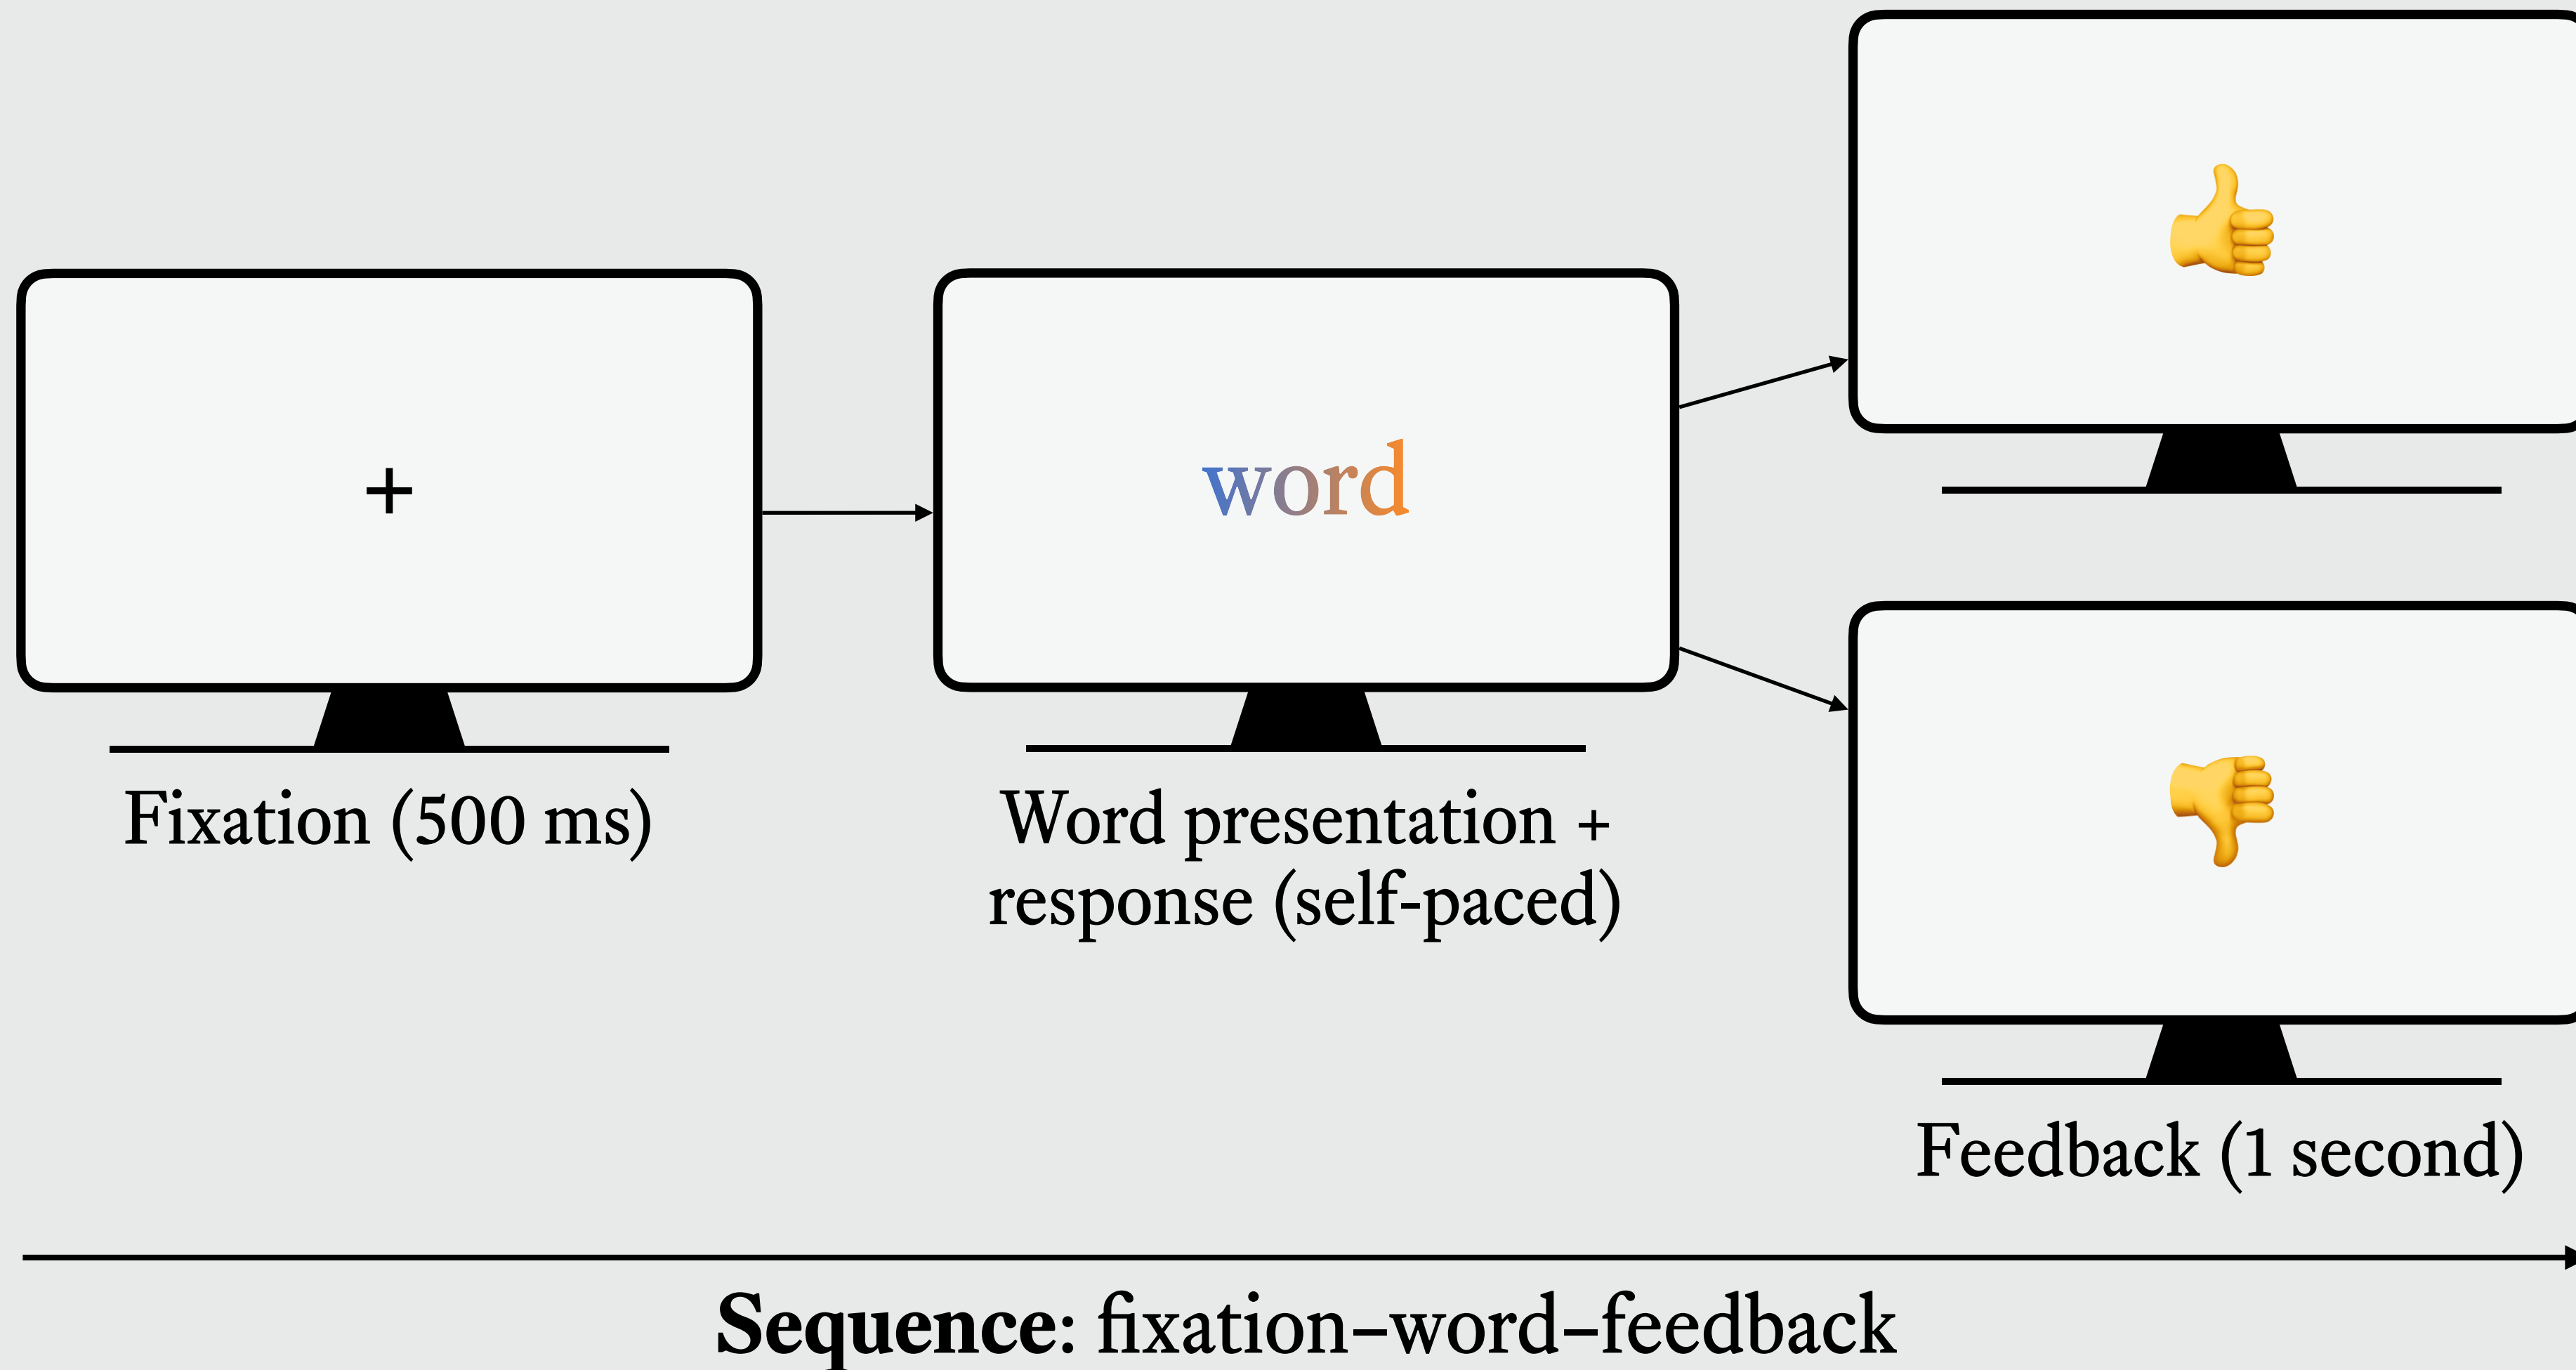 +
word
Fixation (500 ms)
Word presentation +
response (self-paced)
Feedback (1 second)
Sequence: fixation–word–feedback